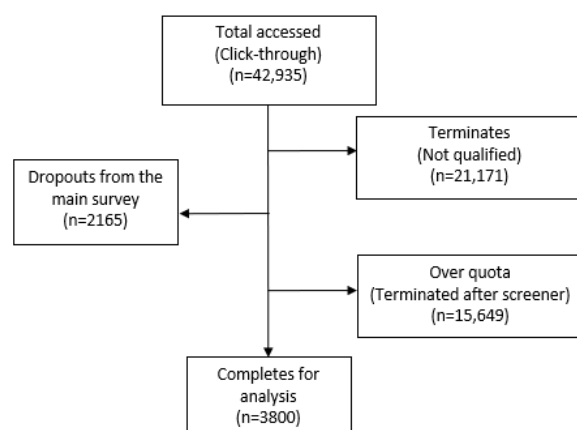 Total accessed
(Click-through)
(n=42,935)
Terminates
(Not qualified)
(n=21,171)
Dropouts from the
main survey
(n=2165)
Over quota
(Terminated after screener)
(n=15,649)
Completes for
analysis
(n=3800)